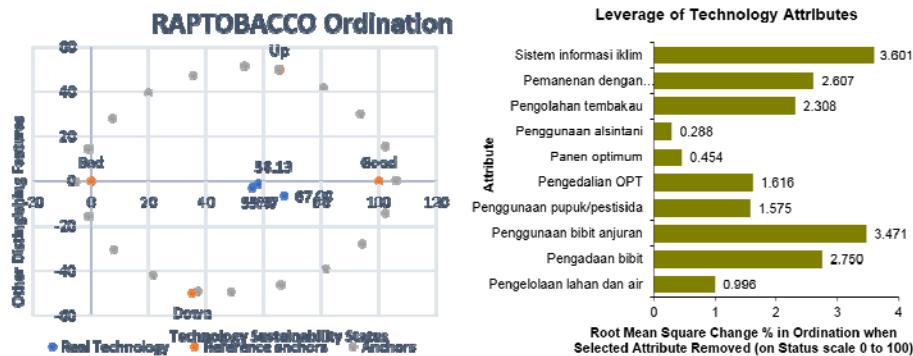 RAPTOBACCO Ordination
Up
60
40
20
0
-20
-40
-60
Bad
Good
58.13
-20
0
20
40
60
80
100
120
Down
Other Distingishing Features
Technology Sustainability Status
Real Technology
Reference anchors
Anchors
Leverage of Technology Attributes
Attribute
Sistem informasi iklim
3.601
Pemanenan dengan...
2.607
Pengolahan tembakau
2.308
Penggunaan alsintani
0.288
Panen optimum
0.454
Pengedalian OPT
1.616
Penggunaan pupuk/pestisida
1.575
Penggunaan bibit anjuran
3.471
Pengadaan bibit
2.750
Pengelolaan lahan dan air
0.996
0 1 2 3 4
Root Mean Square Change % in Ordination when
Selected Attribute Removed (on Status scale 0 to 100)